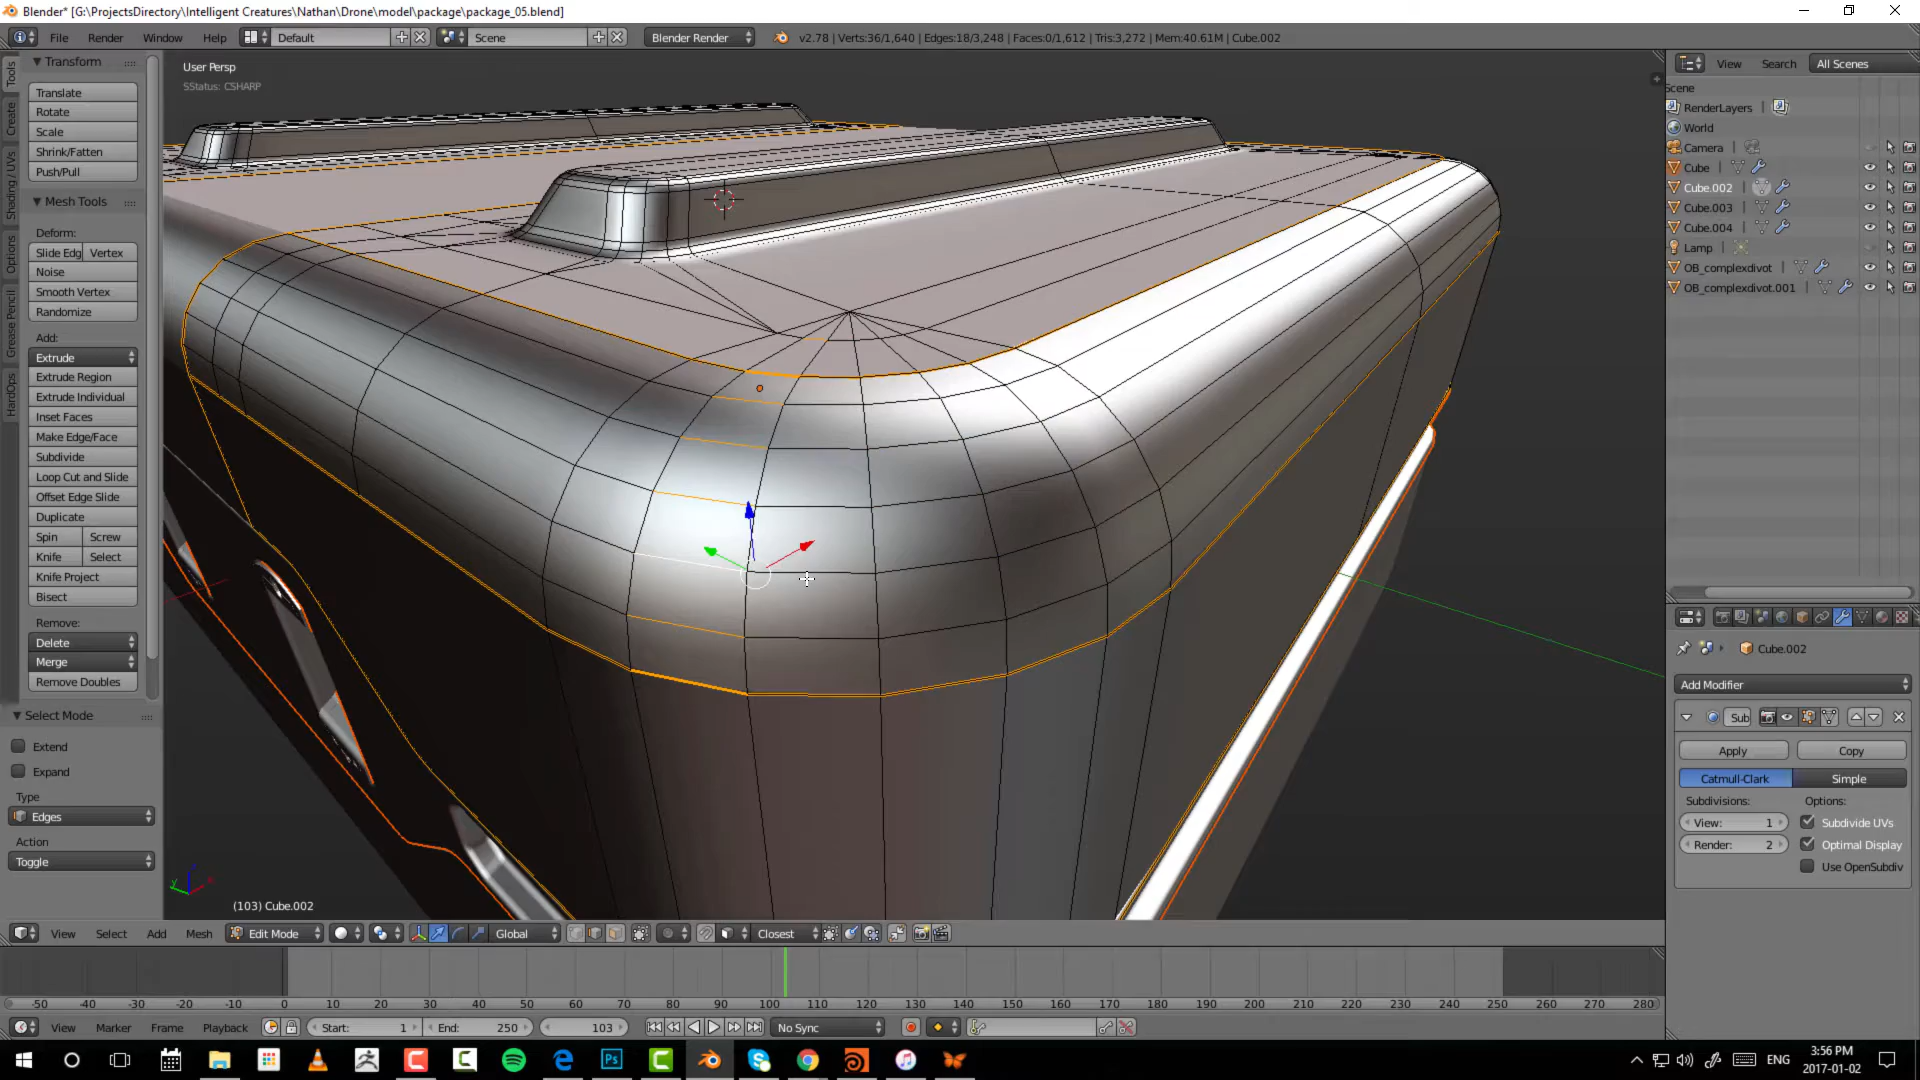 Blender* [G:\ProjectsDirectory\Intelligent Creatures\Nathan\Drone\model\package\package_05.blend]
File Render Window Help Default Scene Blender Render v2.78 | Verts:36/1,640 | Edges:18/3,248 | Faces:0/1,612 | Tris:3,272 | Mem:40.61M | Cube.002
Transform
Translate
Rotate
Scale
Shrink/Fatten
Push/Pull
Mesh Tools
Deform:
Slide Edg Vertex
Noise
Smooth Vertex
Randomize
Add:
Extrude
Extrude Region
Extrude Individual
Inset Faces
Make Edge/Face
Subdivide
Loop Cut and Slide
Offset Edge Slide
Duplicate
Spin Screw
Knife Select
Knife Project
Bisect
Remove:
Delete
Merge
Remove Doubles
Select Mode
Extend
Expand
Type
Edges
Action
Toggle
Tools
Create
Shading / UVs
Options
Grease Pencil
HardOps
User Persp
SStatus: CSHARP
(103) Cube.002
View Search All Scenes
Scene
RenderLayers
World
Camera
Cube
Cube.002
Cube.003
Cube.004
Lamp
OB_complexdivot
OB_complexdivot.001
Cube.002
Add Modifier
Sub
Apply Copy
Catmull-Clark Simple
Subdivisions: Options:
View: 1 Subdivide UVs
Render: 2 Optimal Display
Use OpenSubdiv
View Select Add Mesh Edit Mode Global Closest
-50 -40 -30 -20 -10 0 10 20 30 40 50 60 70 80 90 100 110 120 130 140 150 160 170 180 190 200 210 220 230 240 250 260 270 280
View Marker Frame Playback Start: 1 End: 250 103 No Sync
ENG
3:56 PM
2017-01-02